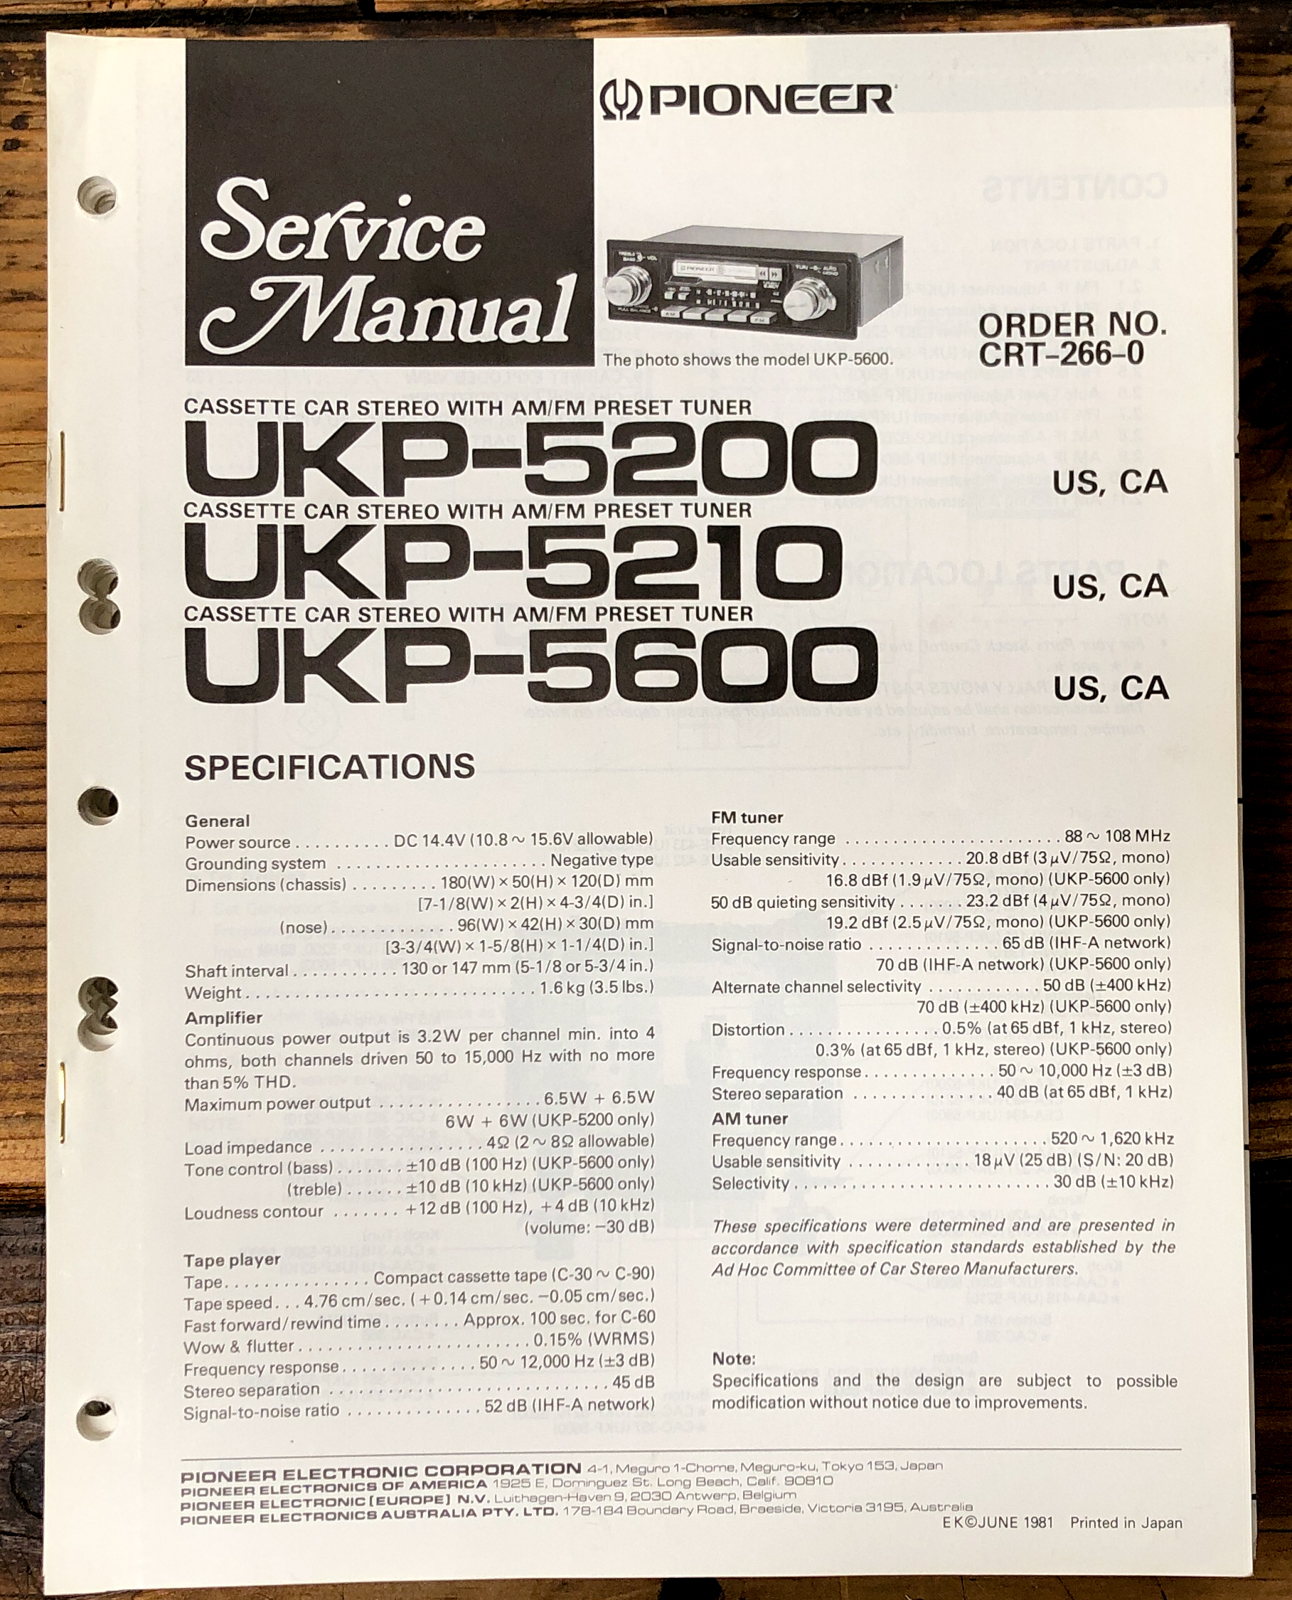 Service
Manual
PIONEER
The photo shows the model UKP-5600.
ORDER NO.
CRT-266-0
CASSETTE CAR STEREO WITH AM/FM PRESET TUNER
UKP-5200 US, CA
CASSETTE CAR STEREO WITH AM/FM PRESET TUNER
UKP-5210 US, CA
CASSETTE CAR STEREO WITH AM/FM PRESET TUNER
UKP-5600 US, CA
SPECIFICATIONS
General
Power source . . . . . . . . . . DC 14.4V (10.8 ~ 15.6V allowable)
Grounding system . . . . . . . . . . . . . . . . . . . . . . Negative type
Dimensions (chassis) . . . . . . . . . 180(W) × 50(H) × 120(D) mm
[7-1/8(W) × 2(H) × 4-3/4(D) in.]
(nose) . . . . . . . . . . . . . 96(W) × 42(H) × 30(D) mm
[3-3/4(W) × 1-5/8(H) × 1-1/4(D) in.]
Shaft interval . . . . . . . . . . . 130 or 147 mm (5-1/8 or 5-3/4 in.)
Weight . . . . . . . . . . . . . . . . . . . . . . . . . . . . . . 1.6 kg (3.5 lbs.)
Amplifier
Continuous power output is 3.2W per channel min. into 4
ohms, both channels driven 50 to 15,000 Hz with no more
than 5% THD.
Maximum power output . . . . . . . . . . . . . . . . . 6.5W + 6.5W
6W + 6W (UKP-5200 only)
Load impedance . . . . . . . . . . . . . . . . . 4Ω (2 ~ 8Ω allowable)
Tone control (bass) . . . . . . . ±10 dB (100 Hz) (UKP-5600 only)
(treble) . . . . . . ±10 dB (10 kHz) (UKP-5600 only)
Loudness contour . . . . . . . +12 dB (100 Hz), +4 dB (10 kHz)
(volume: −30 dB)
Tape player
Tape . . . . . . . . . . . . . . . Compact cassette tape (C-30 ~ C-90)
Tape speed . . . 4.76 cm/sec. (+0.14 cm/sec. −0.05 cm/sec.)
Fast forward/rewind time . . . . . . . . Approx. 100 sec. for C-60
Wow & flutter . . . . . . . . . . . . . . . . . . . . . . . . 0.15% (WRMS)
Frequency response . . . . . . . . . . . . . . 50 ~ 12,000 Hz (±3 dB)
Stereo separation . . . . . . . . . . . . . . . . . . . . . . . . . . . . . . 45 dB
Signal-to-noise ratio . . . . . . . . . . . . . . 52 dB (IHF-A network)
FM tuner
Frequency range . . . . . . . . . . . . . . . . . . . . . . . . 88 ~ 108 MHz
Usable sensitivity . . . . . . . . . . . . . 20.8 dBf (3 μV/75Ω, mono)
16.8 dBf (1.9 μV/75Ω, mono) (UKP-5600 only)
50 dB quieting sensitivity . . . . . . . 23.2 dBf (4 μV/75Ω, mono)
19.2 dBf (2.5 μV/75Ω, mono) (UKP-5600 only)
Signal-to-noise ratio . . . . . . . . . . . . . . 65 dB (IHF-A network)
70 dB (IHF-A network) (UKP-5600 only)
Alternate channel selectivity . . . . . . . . . . . . 50 dB (±400 kHz)
70 dB (±400 kHz) (UKP-5600 only)
Distortion . . . . . . . . . . . . . . . . 0.5% (at 65 dBf, 1 kHz, stereo)
0.3% (at 65 dBf, 1 kHz, stereo) (UKP-5600 only)
Frequency response . . . . . . . . . . . . . . 50 ~ 10,000 Hz (±3 dB)
Stereo separation . . . . . . . . . . . . . . . 40 dB (at 65 dBf, 1 kHz)
AM tuner
Frequency range . . . . . . . . . . . . . . . . . . . . . . 520 ~ 1,620 kHz
Usable sensitivity . . . . . . . . . . . . . 18 μV (25 dB) (S/N: 20 dB)
Selectivity . . . . . . . . . . . . . . . . . . . . . . . . . . . 30 dB (±10 kHz)
These specifications were determined and are presented in
accordance with specification standards established by the
Ad Hoc Committee of Car Stereo Manufacturers.
Note:
Specifications and the design are subject to possible
modification without notice due to improvements.
PIONEER ELECTRONIC CORPORATION 4-1, Meguro 1-Chome, Meguro-ku, Tokyo 153, Japan
PIONEER ELECTRONICS OF AMERICA 1925 E, Dominguez St. Long Beach, Calif. 90810
PIONEER ELECTRONIC [EUROPE] N.V. Luithagen-Haven 9, 2030 Antwerp, Belgium
PIONEER ELECTRONICS AUSTRALIA PTY. LTD. 178-184 Boundary Road, Braeside, Victoria 3195, Australia
EK©JUNE 1981 Printed in Japan